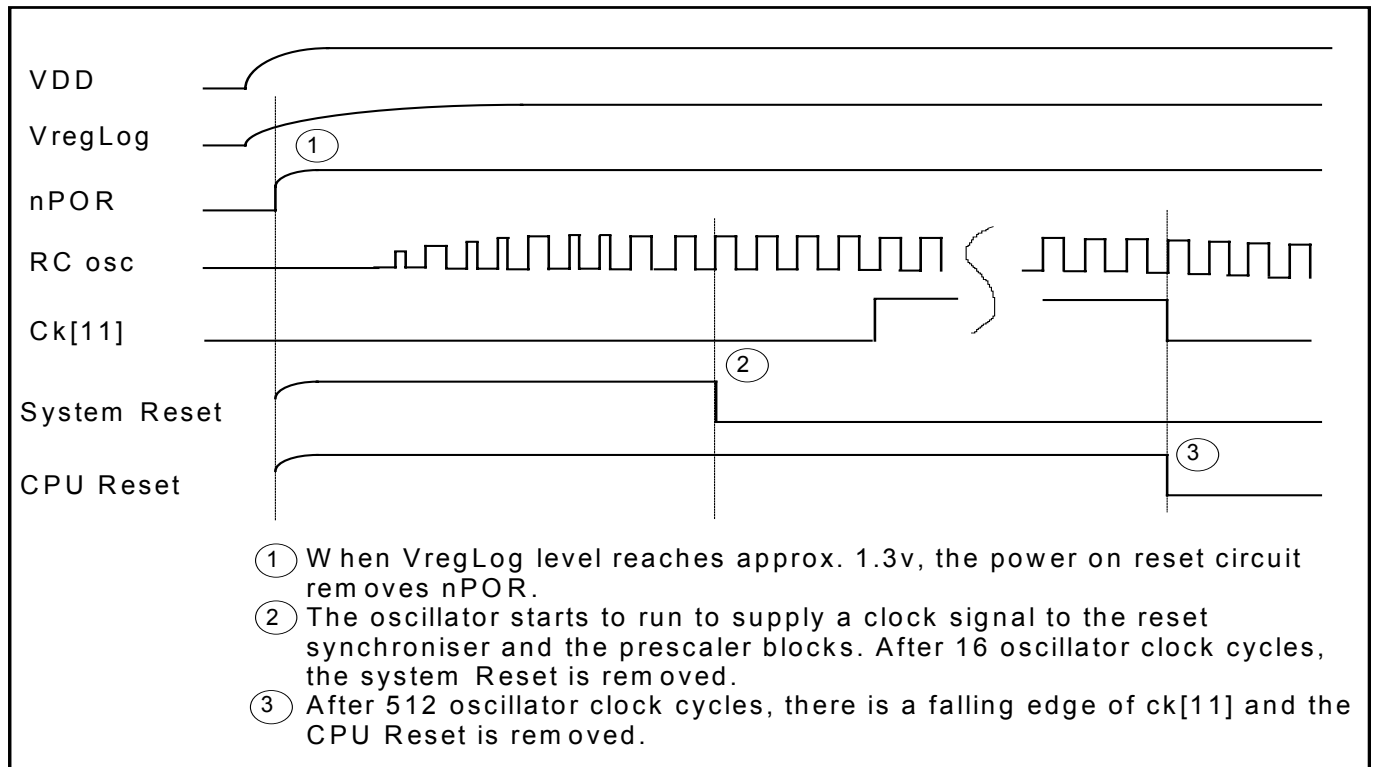 VDD
VregLog
1
nPOR
RC osc
Ck[11]
2
System Reset
3
CPU Reset
1 When VregLog level reaches approx. 1.3v, the power on reset circuit
removes nPOR.
2 The oscillator starts to run to supply a clock signal to the reset
synchroniser and the prescaler blocks. After 16 oscillator clock cycles,
the system Reset is removed.
3 After 512 oscillator clock cycles, there is a falling edge of ck[11] and the
CPU Reset is removed.